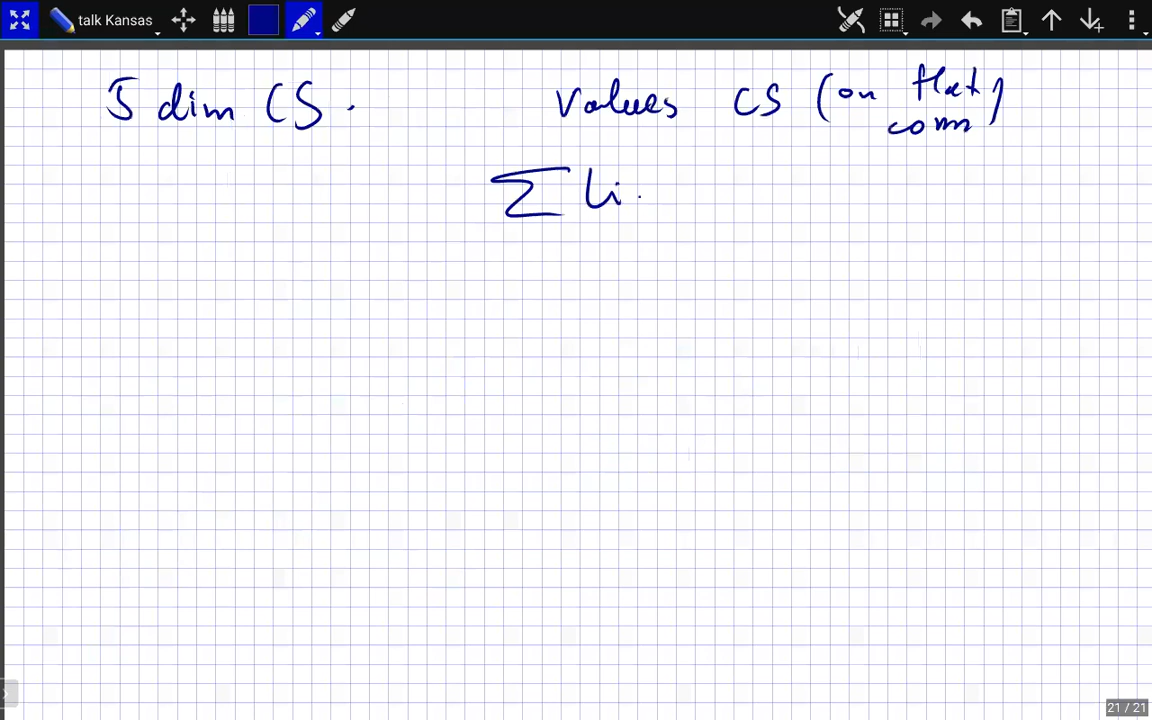 talk Kansas
5 dim CS.
values CS (on flat conn)
∑ Li.
21 / 21